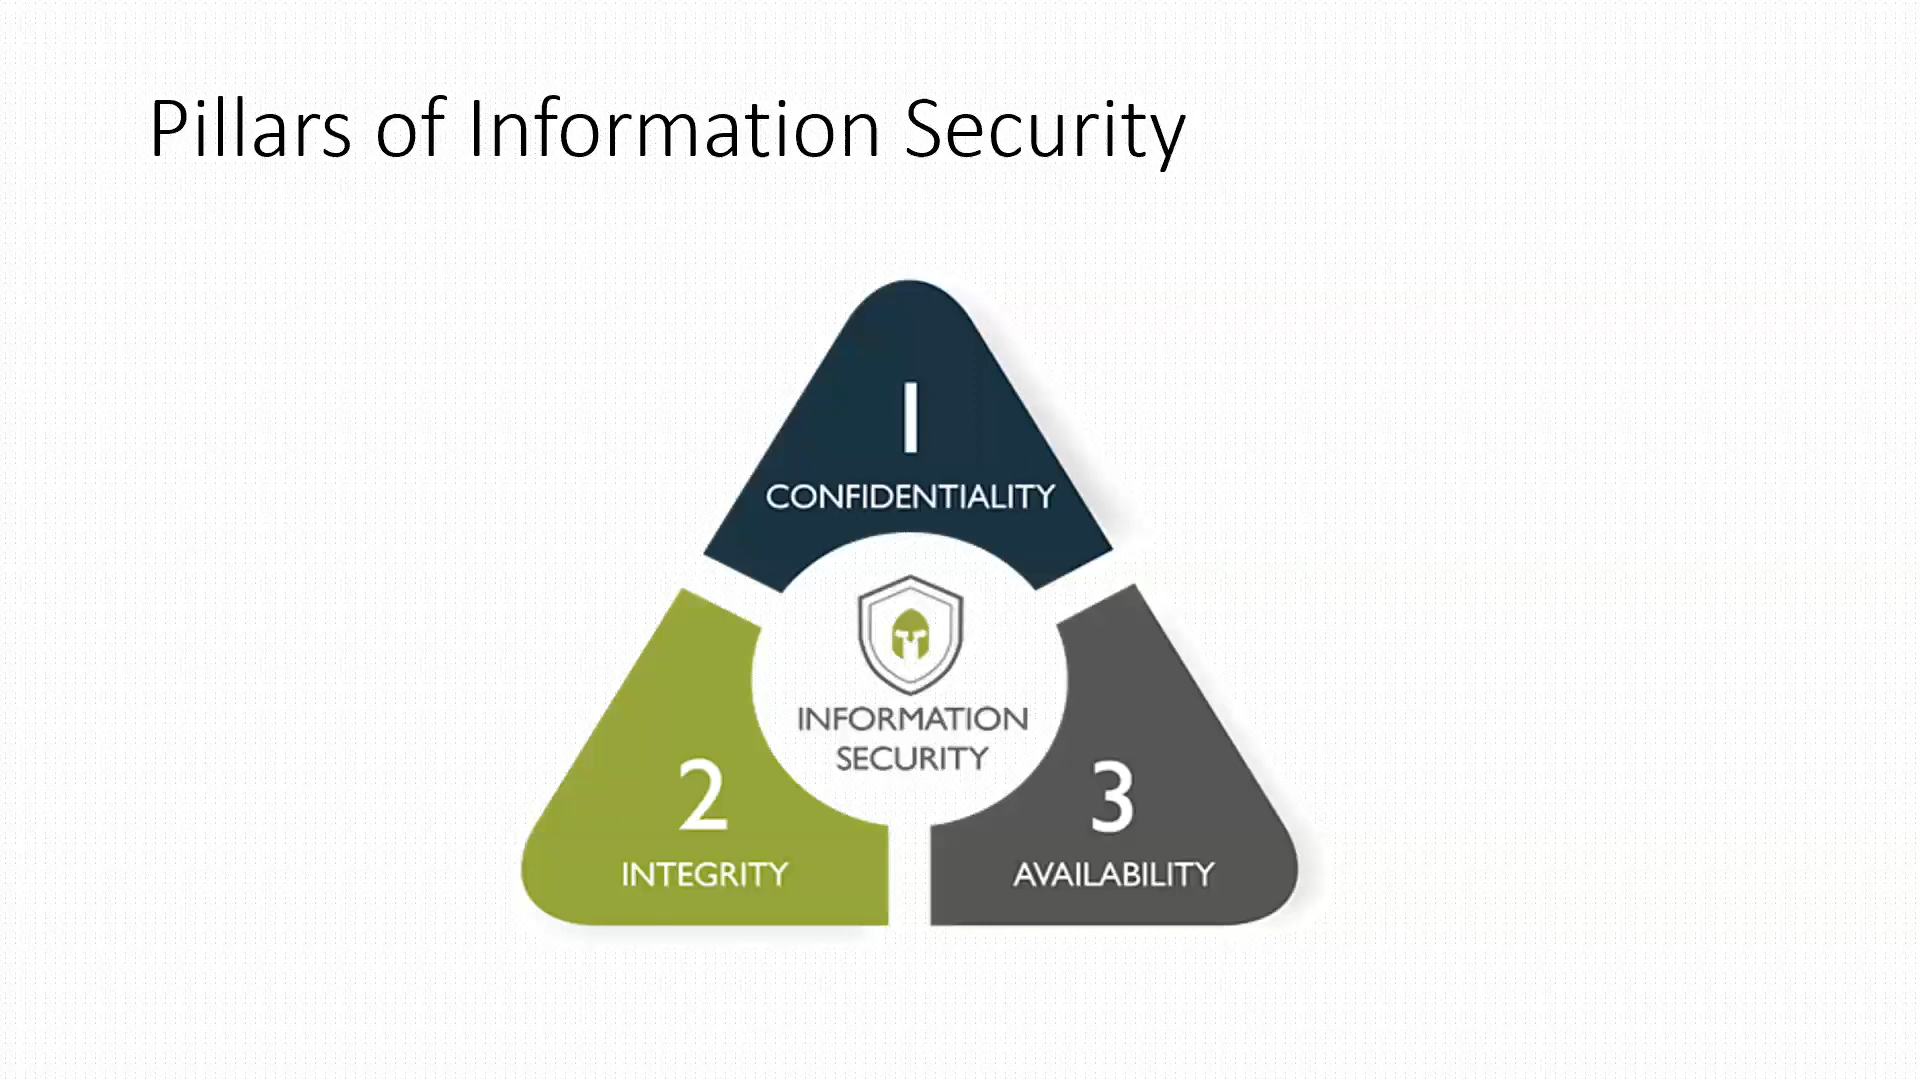 Pillars of Information Security
1
CONFIDENTIALITY
INFORMATION
SECURITY
2
INTEGRITY
3
AVAILABILITY